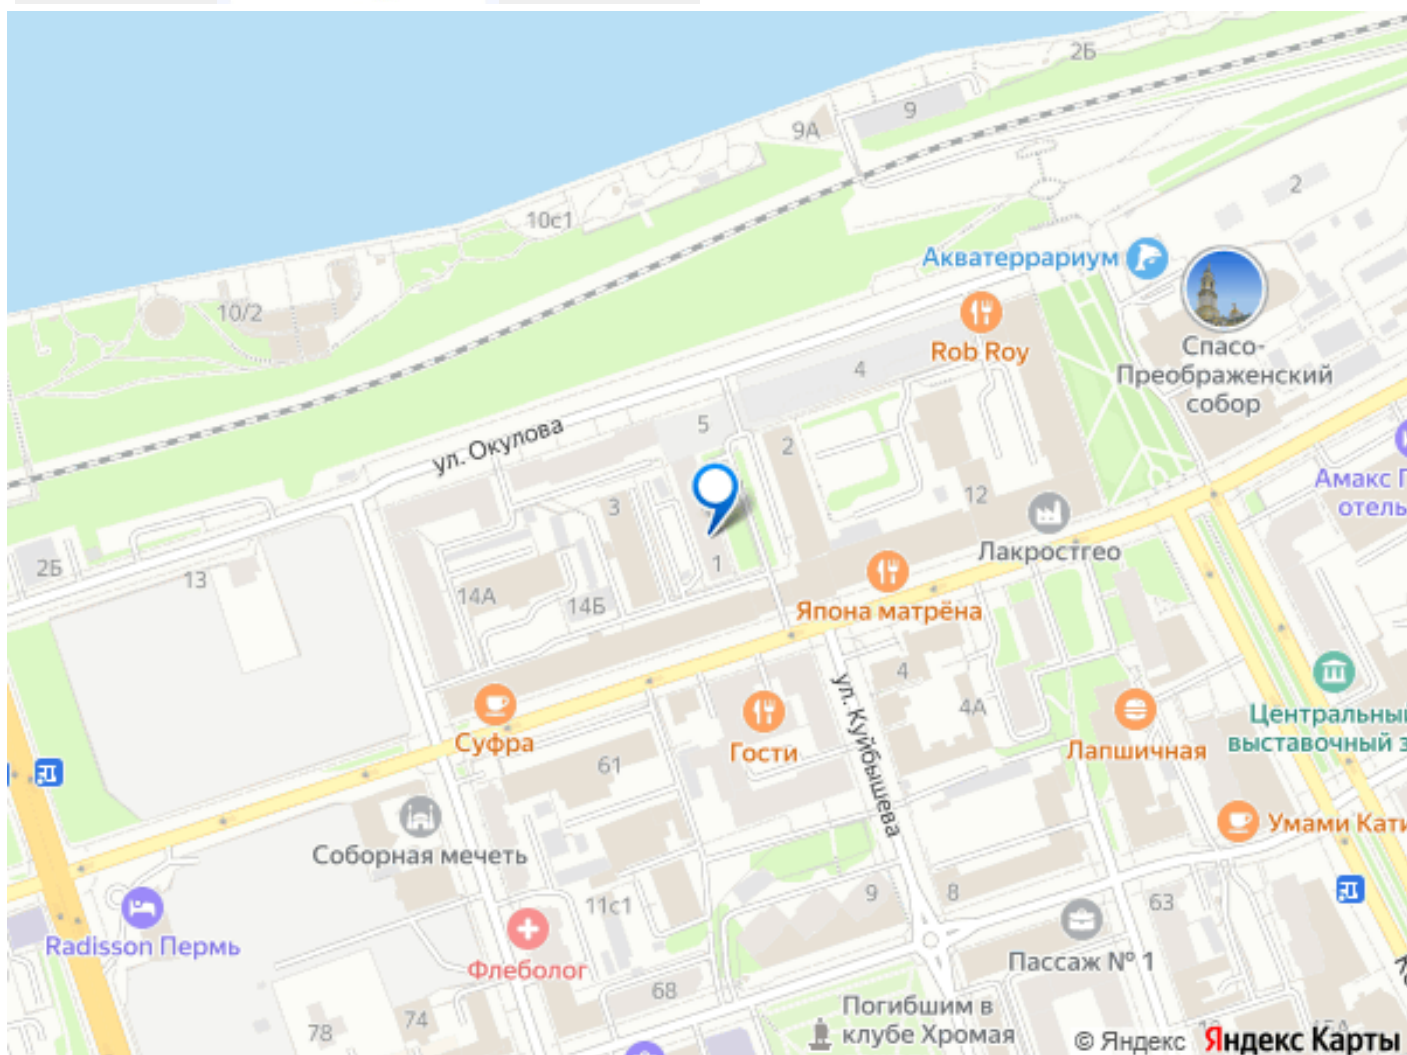 2Б
9
9А
2
10с1
Акватеррариум
10/2
Rob Roy
Спасо-
Преображенский
собор
4
5
ул. Окулова
2
Амакс П
отель
12
3
Лакростгео
1
2Б
13
14А
14Б
Япона матрёна
4
4А
ул. Куйбышева
Суфра
Гости
Лапшичная
Центральны
выставочный з
61
Умами Кати
Соборная мечеть
9
8
63
11с1
Radisson Пермь
Флеболог
Пассаж № 1
68
Погибшим в
клубе Хромая
74
78
© Яндекс
Яндекс Карты